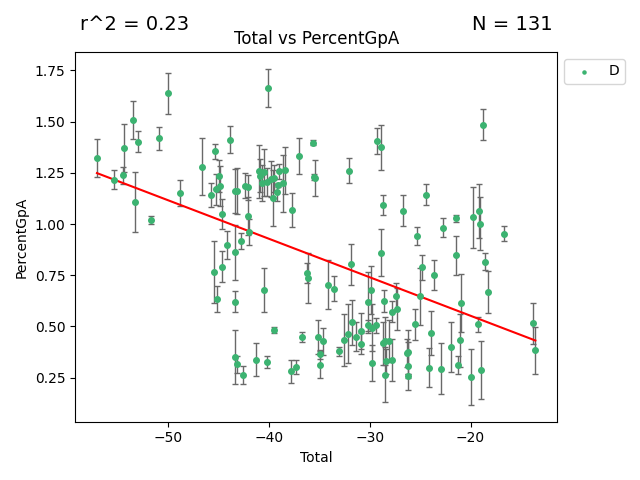 r^2 = 0.23
N = 131
Total vs PercentGpA
D
1.75
1.50
1.25
1.00
0.75
0.50
0.25
PercentGpA
−50
−40
−30
−20
Total